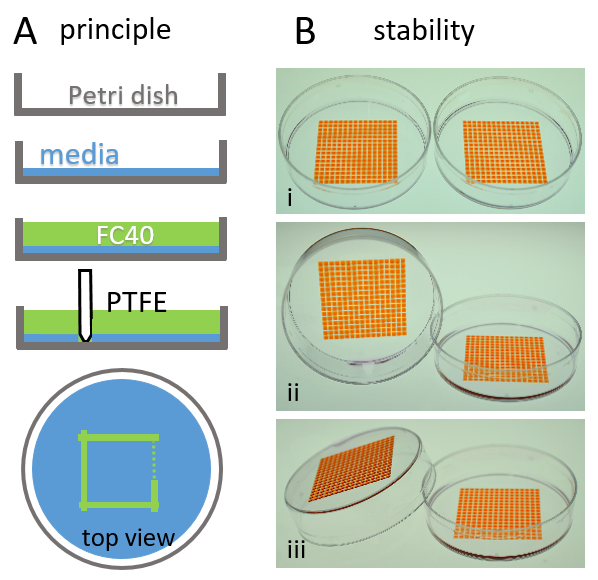 A principle
Petri dish
media
FC40
PTFE
top view
B stability
i
ii
iii